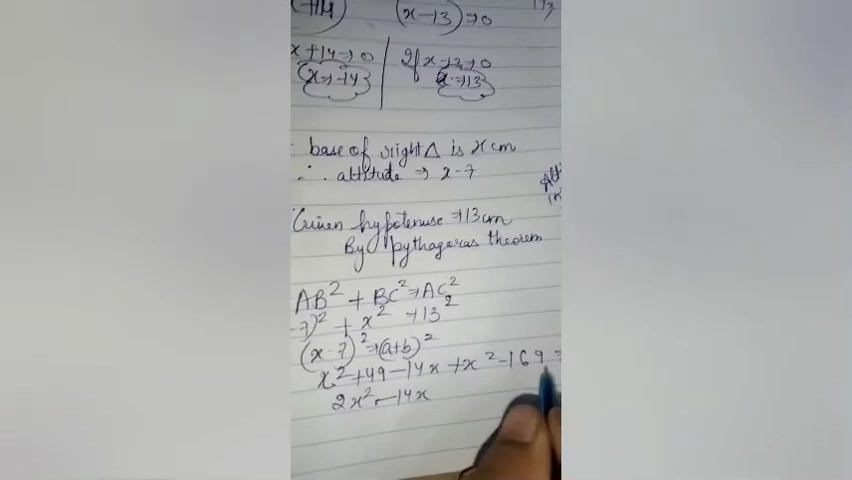 (x-13)⇒0
x+14⇒0 If x-13⇒0
x⇒-14 x⇒13
base of right Δ is x cm
∴ altitude ⇒ x-7
Given hypotenuse ⇒13cm
By pythagoras theorem
AB² + BC² ⇒ AC²
-7)² + x² ⇒13²
(x-7)²⇒(a+b)²
x²+49-14x+x²-169=
2x²-14x